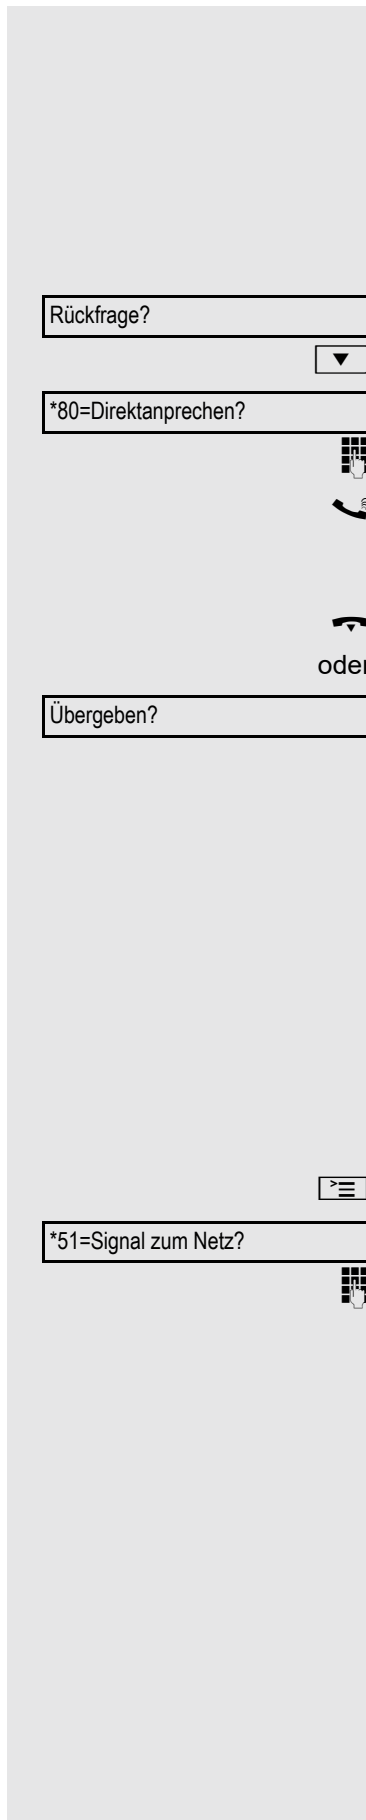 Rückfrage?
*80=Direktanprechen?
oder
Übergeben?
*51=Signal zum Netz?